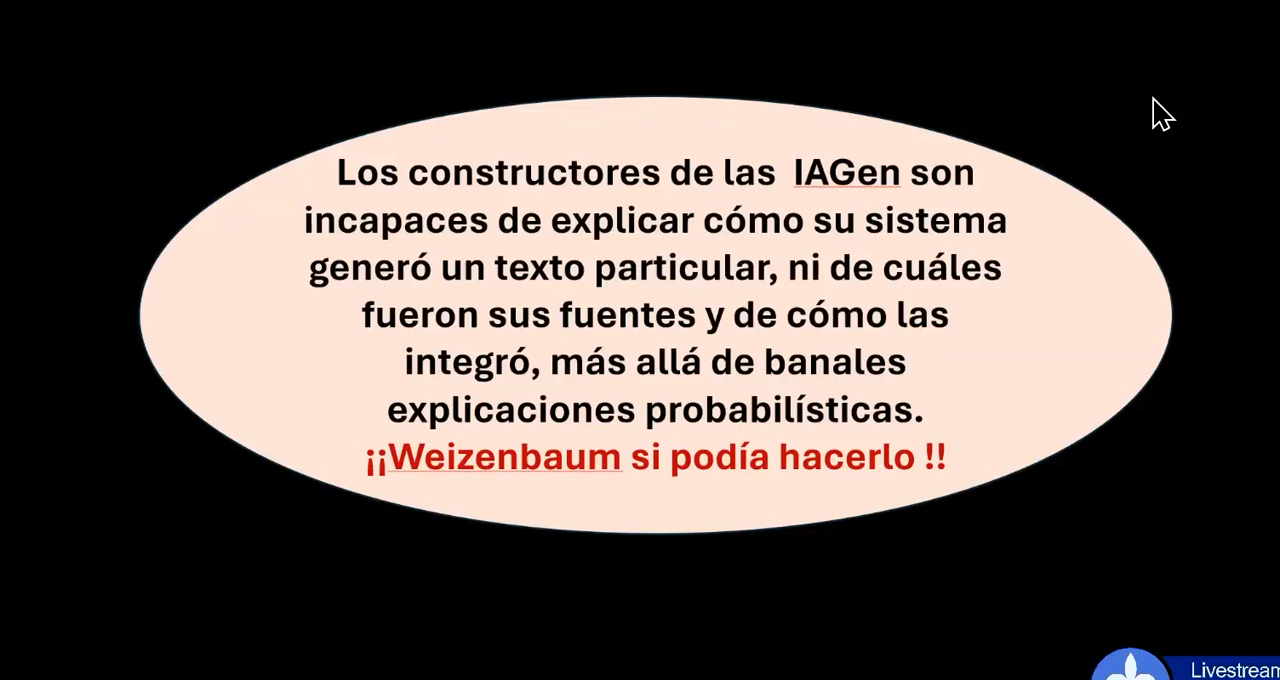 Los constructores de las  IAGen son
incapaces de explicar cómo su sistema
generó un texto particular, ni de cuáles
fueron sus fuentes y de cómo las
integró, más allá de banales
explicaciones probabilísticas.
¡¡Weizenbaum si podía hacerlo !!
Livestream